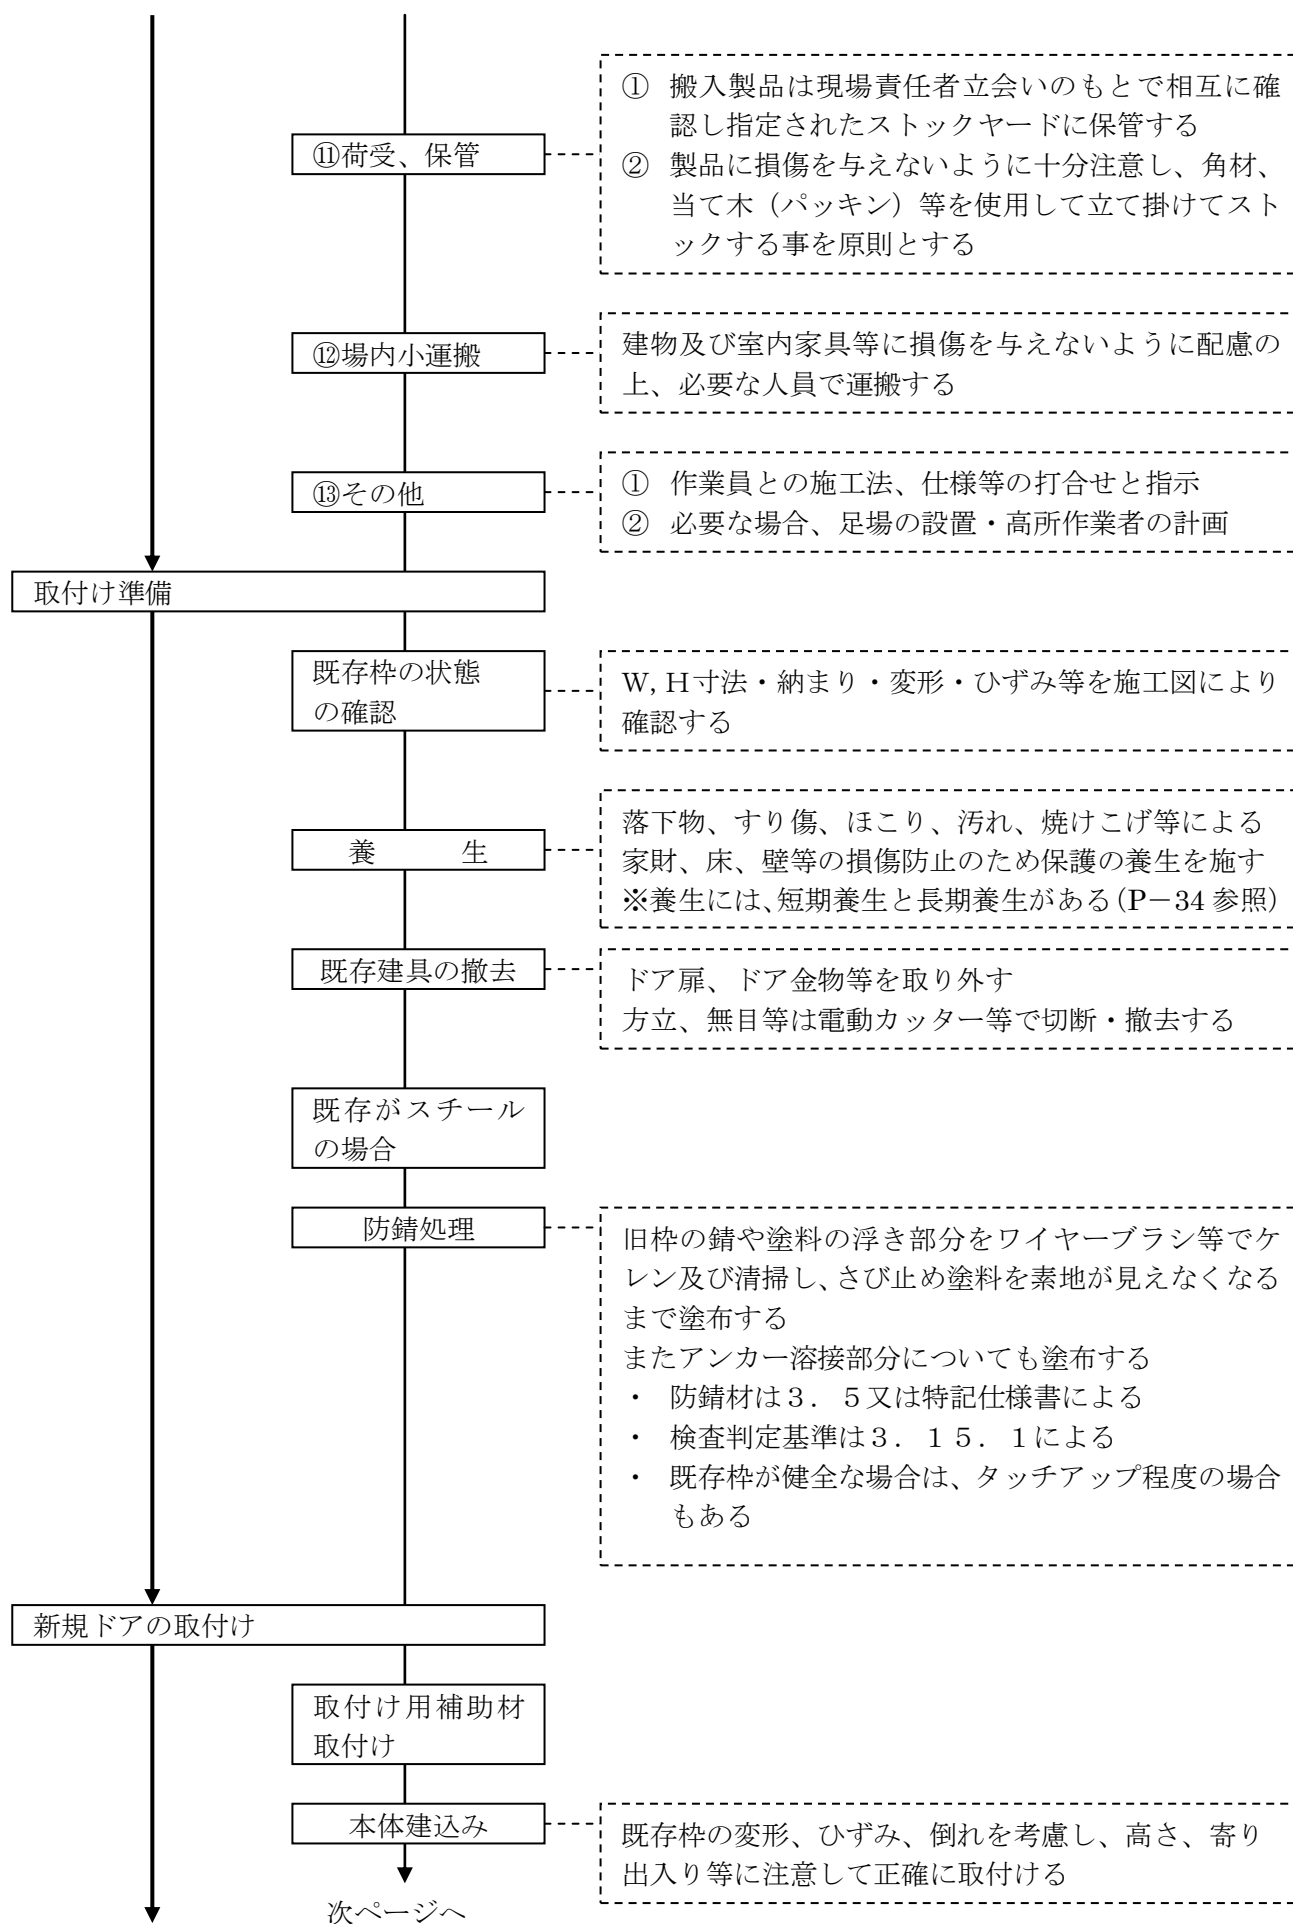 ① 搬入製品は現場責任者立会いのもとで相互に確
認し指定されたストックヤードに保管する
⑪荷受、保管
② 製品に損傷を与えないように十分注意し、角材、
当て木（パッキン）等を使用して立て掛けてスト
ックする事を原則とする
⑫場内小運搬
建物及び室内家具等に損傷を与えないように配慮の
上、必要な人員で運搬する
⑬その他
① 作業員との施工法、仕様等の打合せと指示
② 必要な場合、足場の設置・高所作業者の計画
取付け準備
既存枠の状態
の確認
W,H寸法・納まり・変形・ひずみ等を施工図により
確認する
養　　生
落下物、すり傷、ほこり、汚れ、焼けこげ等による
家財、床、壁等の損傷防止のため保護の養生を施す
※養生には、短期養生と長期養生がある（P－34 参照）
既存建具の撤去
ドア扉、ドア金物等を取り外す
方立、無目等は電動カッター等で切断・撤去する
既存がスチール
の場合
防錆処理
旧枠の錆や塗料の浮き部分をワイヤーブラシ等でケ
レン及び清掃し、さび止め塗料を素地が見えなくなる
まで塗布する
またアンカー溶接部分についても塗布する
・ 防錆材は３．５又は特記仕様書による
・ 検査判定基準は３．１５．１による
・ 既存枠が健全な場合は、タッチアップ程度の場合
もある
新規ドアの取付け
取付け用補助材
取付け
本体建込み
既存枠の変形、ひずみ、倒れを考慮し、高さ、寄り
出入り等に注意して正確に取付ける
次ページへ